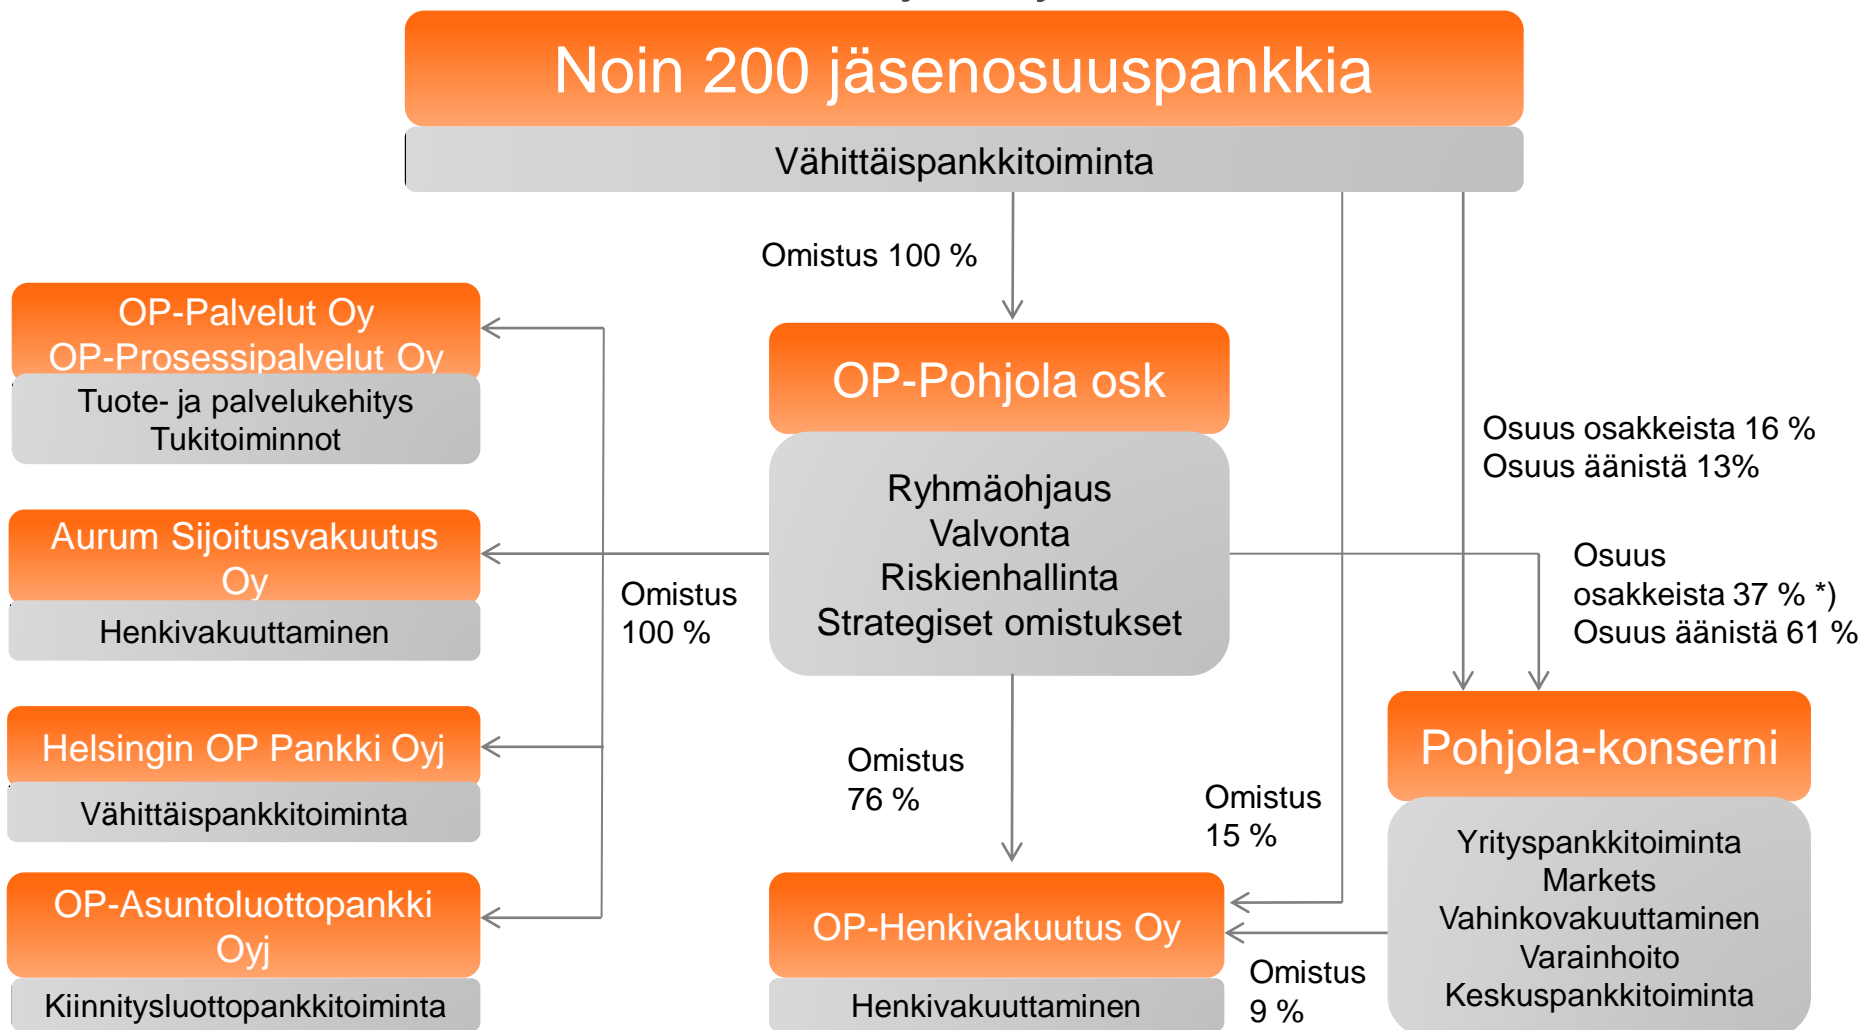 Noin 200 jäsenosuuspankkia
Vähittäispankkitoiminta
Omistus 100 %
OP-Palvelut Oy
OP-Prosessipalvelut Oy
Tuote- ja palvelukehitys
Tukitoiminnot
OP-Pohjola osk
Ryhmäohjaus
Valvonta
Riskienhallinta
Strategiset omistukset
Osuus osakkeista 16 %
Osuus äänistä 13%
Aurum Sijoitusvakuutus
Oy
Henkivakuuttaminen
Omistus
100 %
Osuus
osakkeista 37 % *)
Osuus äänistä 61 %
Helsingin OP Pankki Oyj
Vähittäispankkitoiminta
Omistus
76 %
Omistus
15 %
Pohjola-konserni
Yrityspankkitoiminta
Markets
Vahinkovakuuttaminen
Varainhoito
Keskuspankkitoiminta
OP-Asuntoluottopankki
Oyj
Kiinnitysluottopankkitoiminta
OP-Henkivakuutus Oy
Henkivakuuttaminen
Omistus
9 %